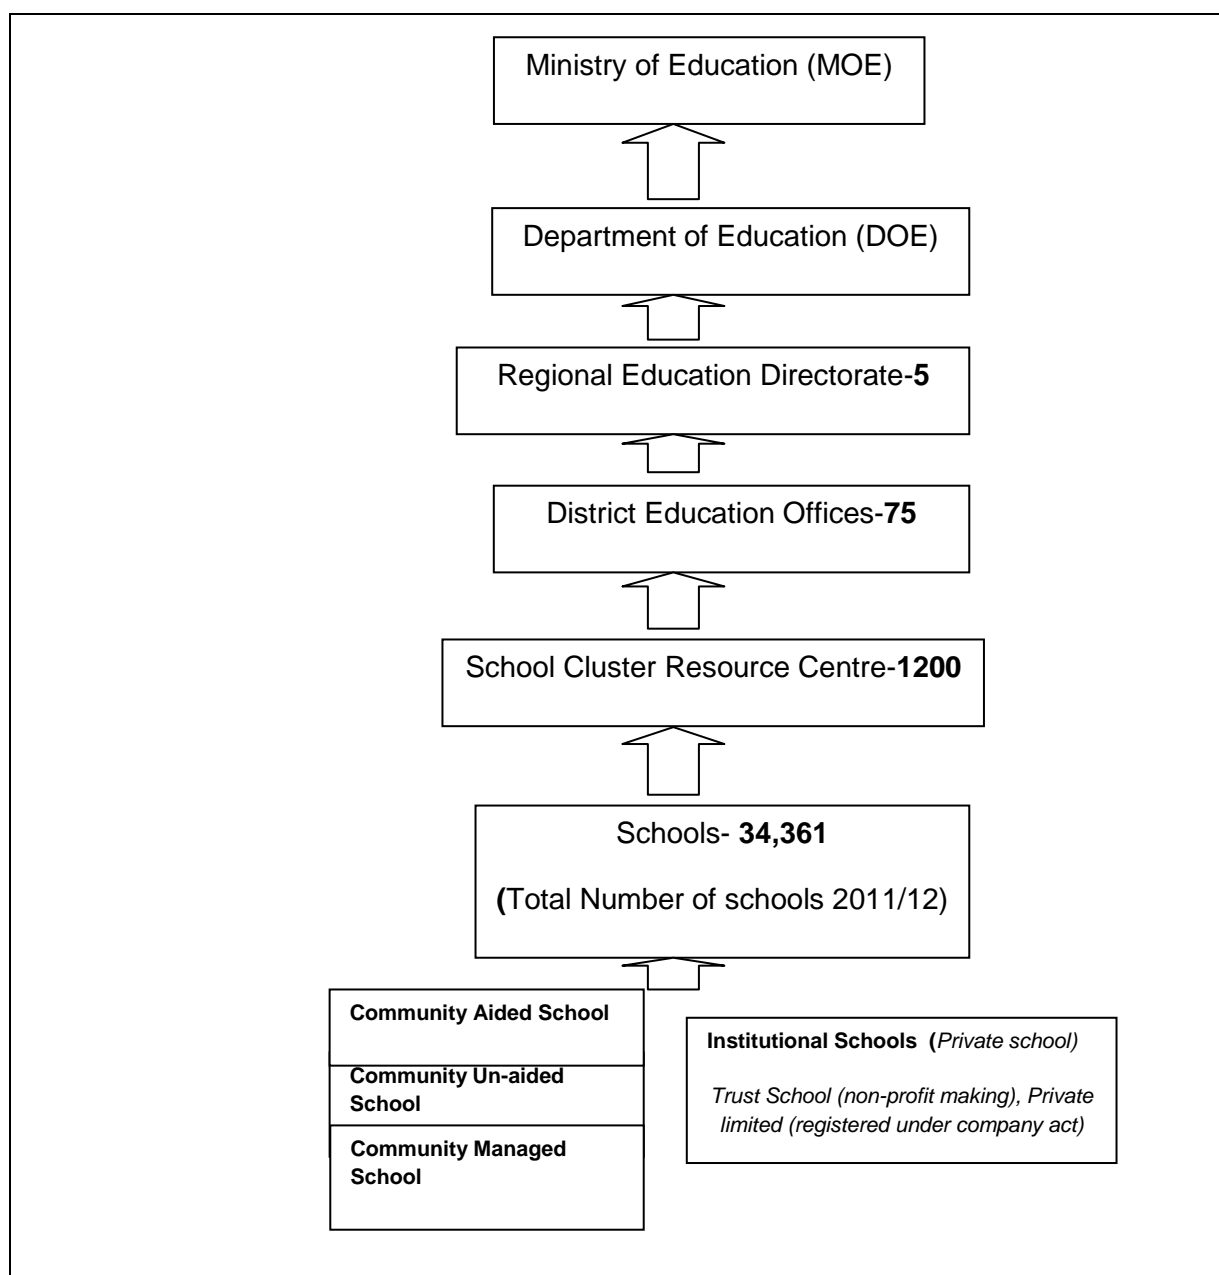 Ministry of Education (MOE)
Department of Education (DOE)
Regional Education Directorate-5
District Education Offices-75
School Cluster Resource Centre-1200
Schools- 34,361
(Total Number of schools 2011/12)
Community Aided School
Community Un-aided
School
Community Managed
School
Institutional Schools (Private school)
Trust School (non-profit making), Private
limited (registered under company act)